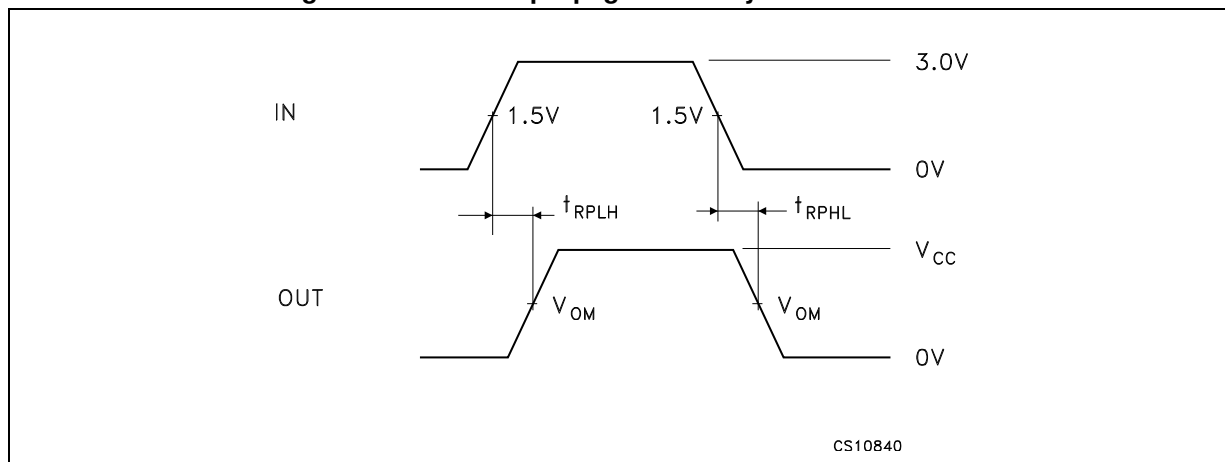 3.0V
IN
1.5V 1.5V
0V
tRPLH tRPHL
VCC
OUT
VOM VOM
0V
CS10840